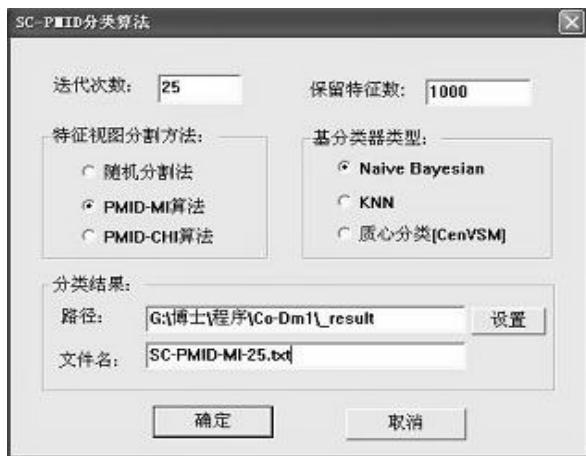 SC-PMID分类算法
迭代次数: 25 保留特征数: 1000
特征视图分割方法: 基分类器类型:
随机分割法 Naive Bayesian
PMID-MI算法 KNN
PMID-CHI算法 质心分类[CenVSM]
分类结果:
路径: G:\博士\程序\Co-Dm1\_result 设置
文件名: SC-PMID-MI-25.txt
确定 取消